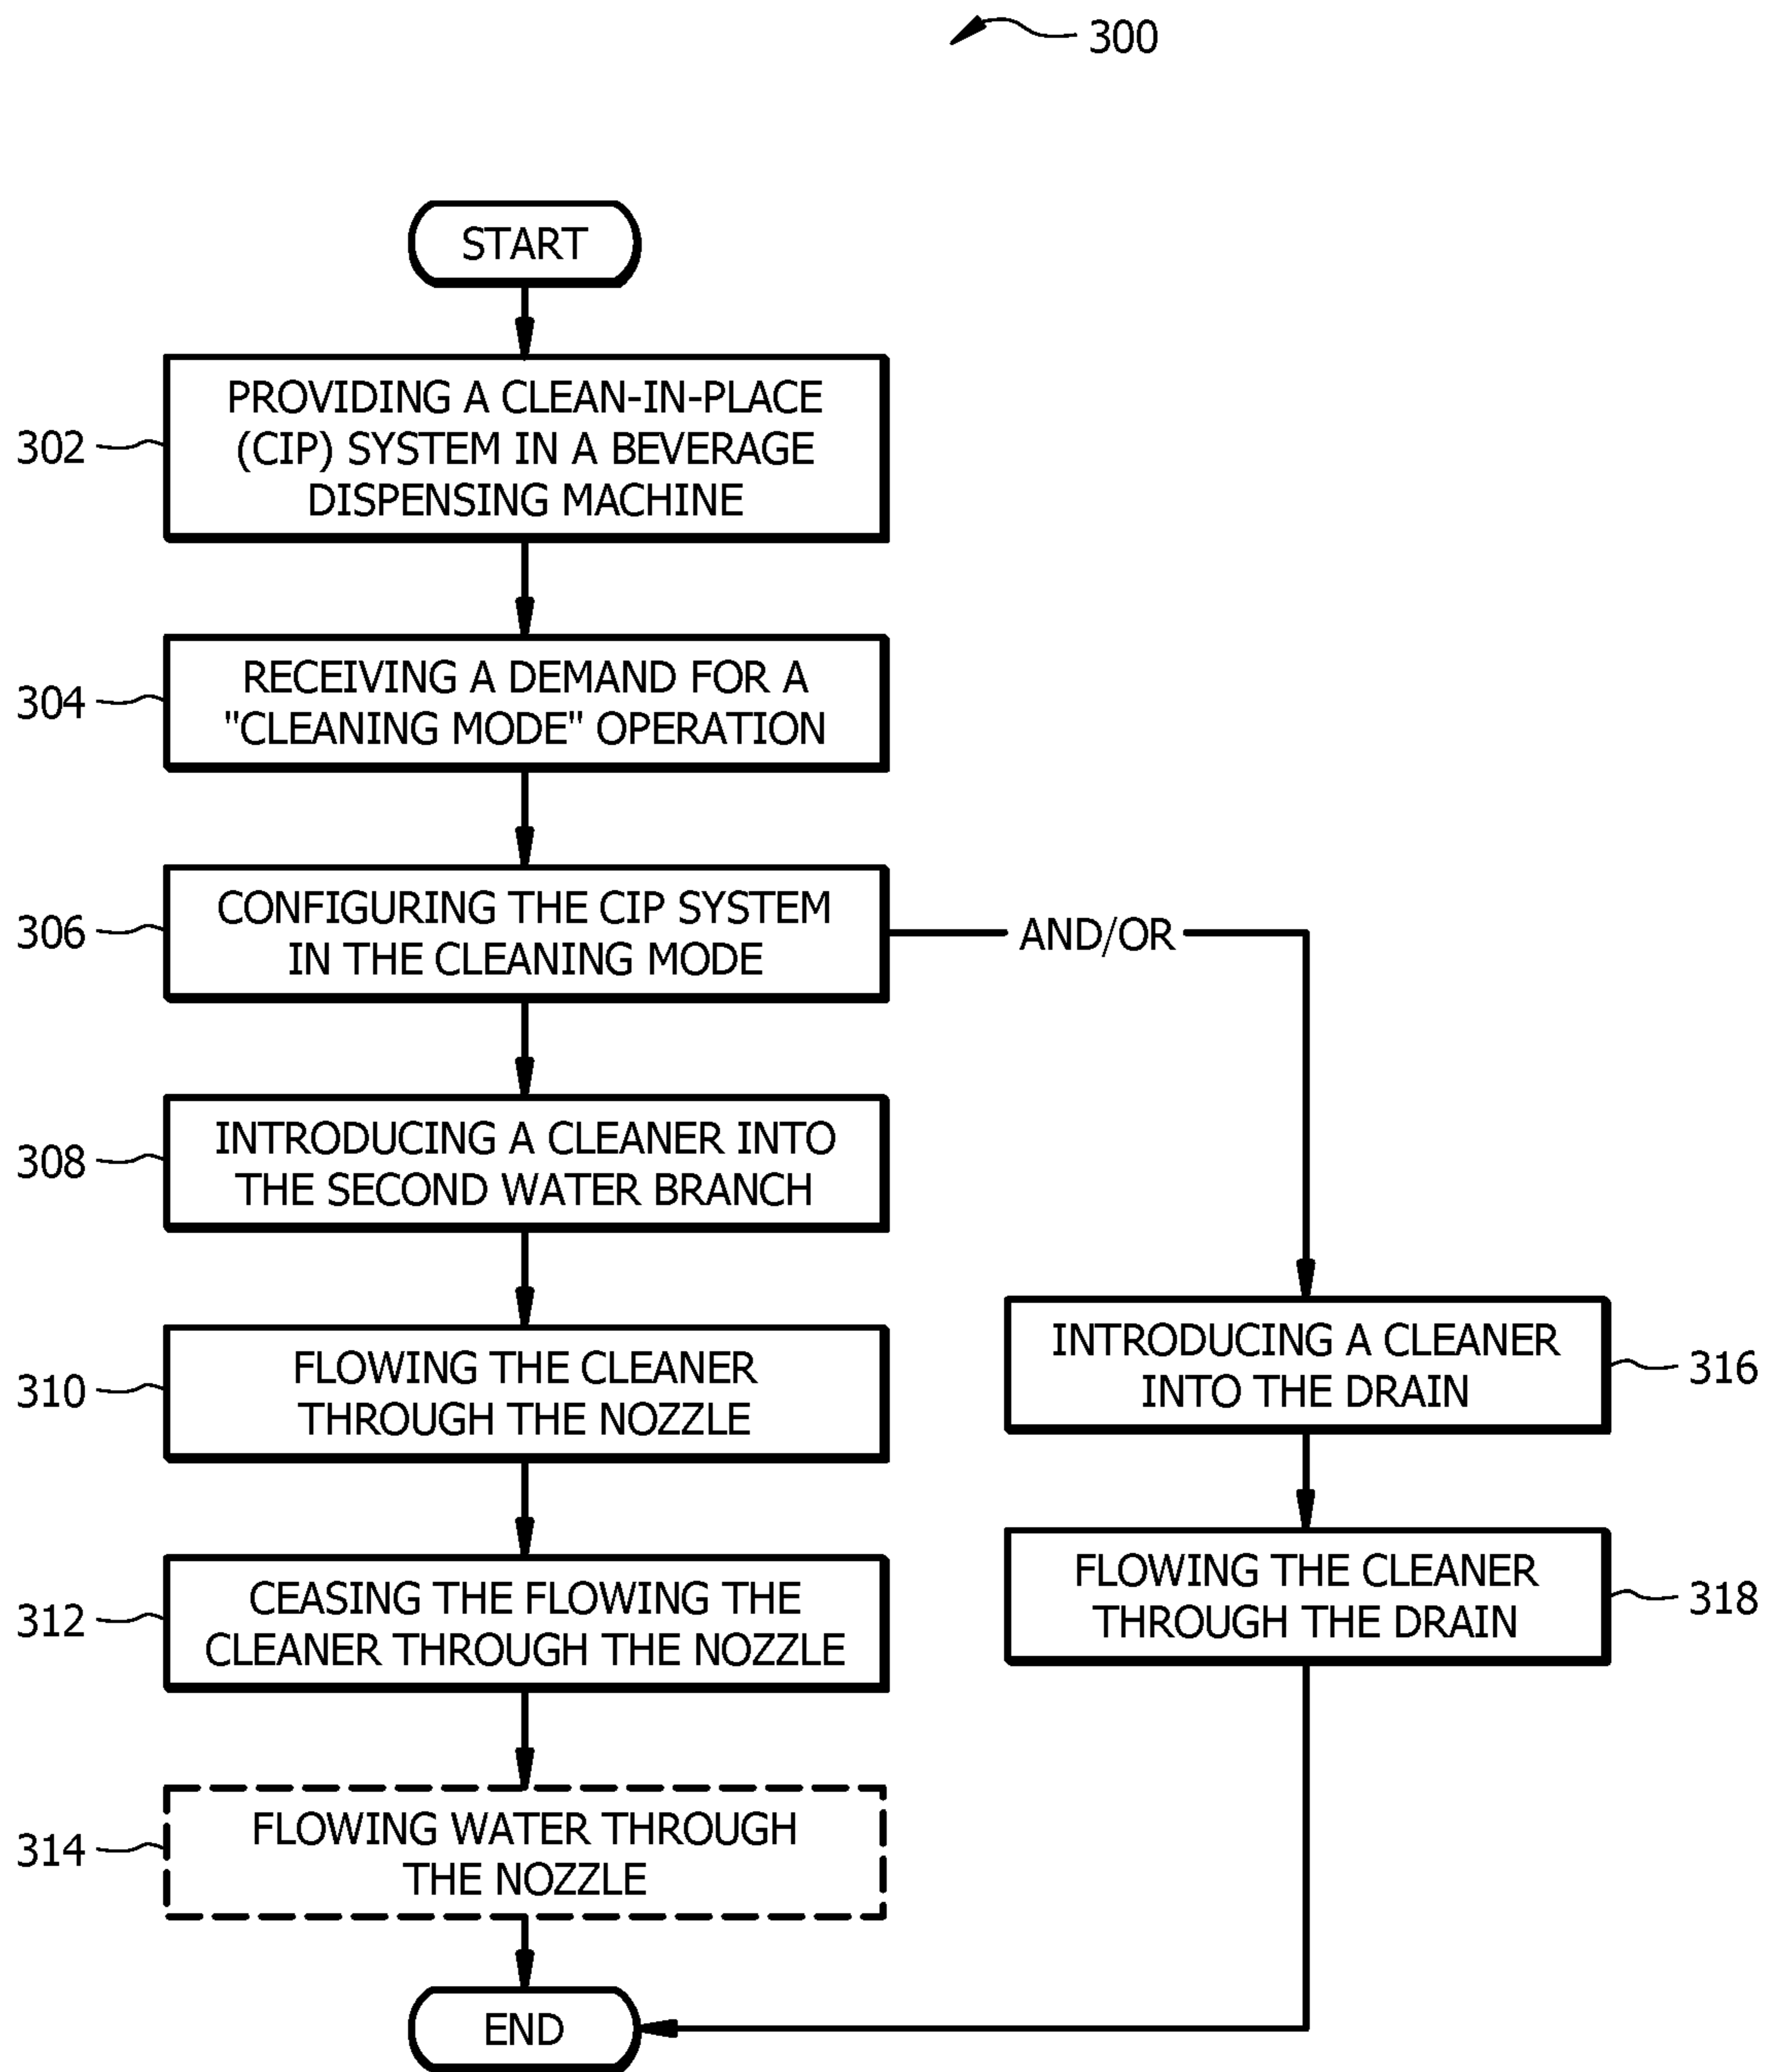 300
START
302
PROVIDING A CLEAN-IN-PLACE
(CIP) SYSTEM IN A BEVERAGE
DISPENSING MACHINE
304
RECEIVING A DEMAND FOR A
"CLEANING MODE" OPERATION
306
CONFIGURING THE CIP SYSTEM
IN THE CLEANING MODE
AND/OR
308
INTRODUCING A CLEANER INTO
THE SECOND WATER BRANCH
310
FLOWING THE CLEANER
THROUGH THE NOZZLE
312
CEASING THE FLOWING THE
CLEANER THROUGH THE NOZZLE
314
FLOWING WATER THROUGH
THE NOZZLE
316
INTRODUCING A CLEANER
INTO THE DRAIN
318
FLOWING THE CLEANER
THROUGH THE DRAIN
END